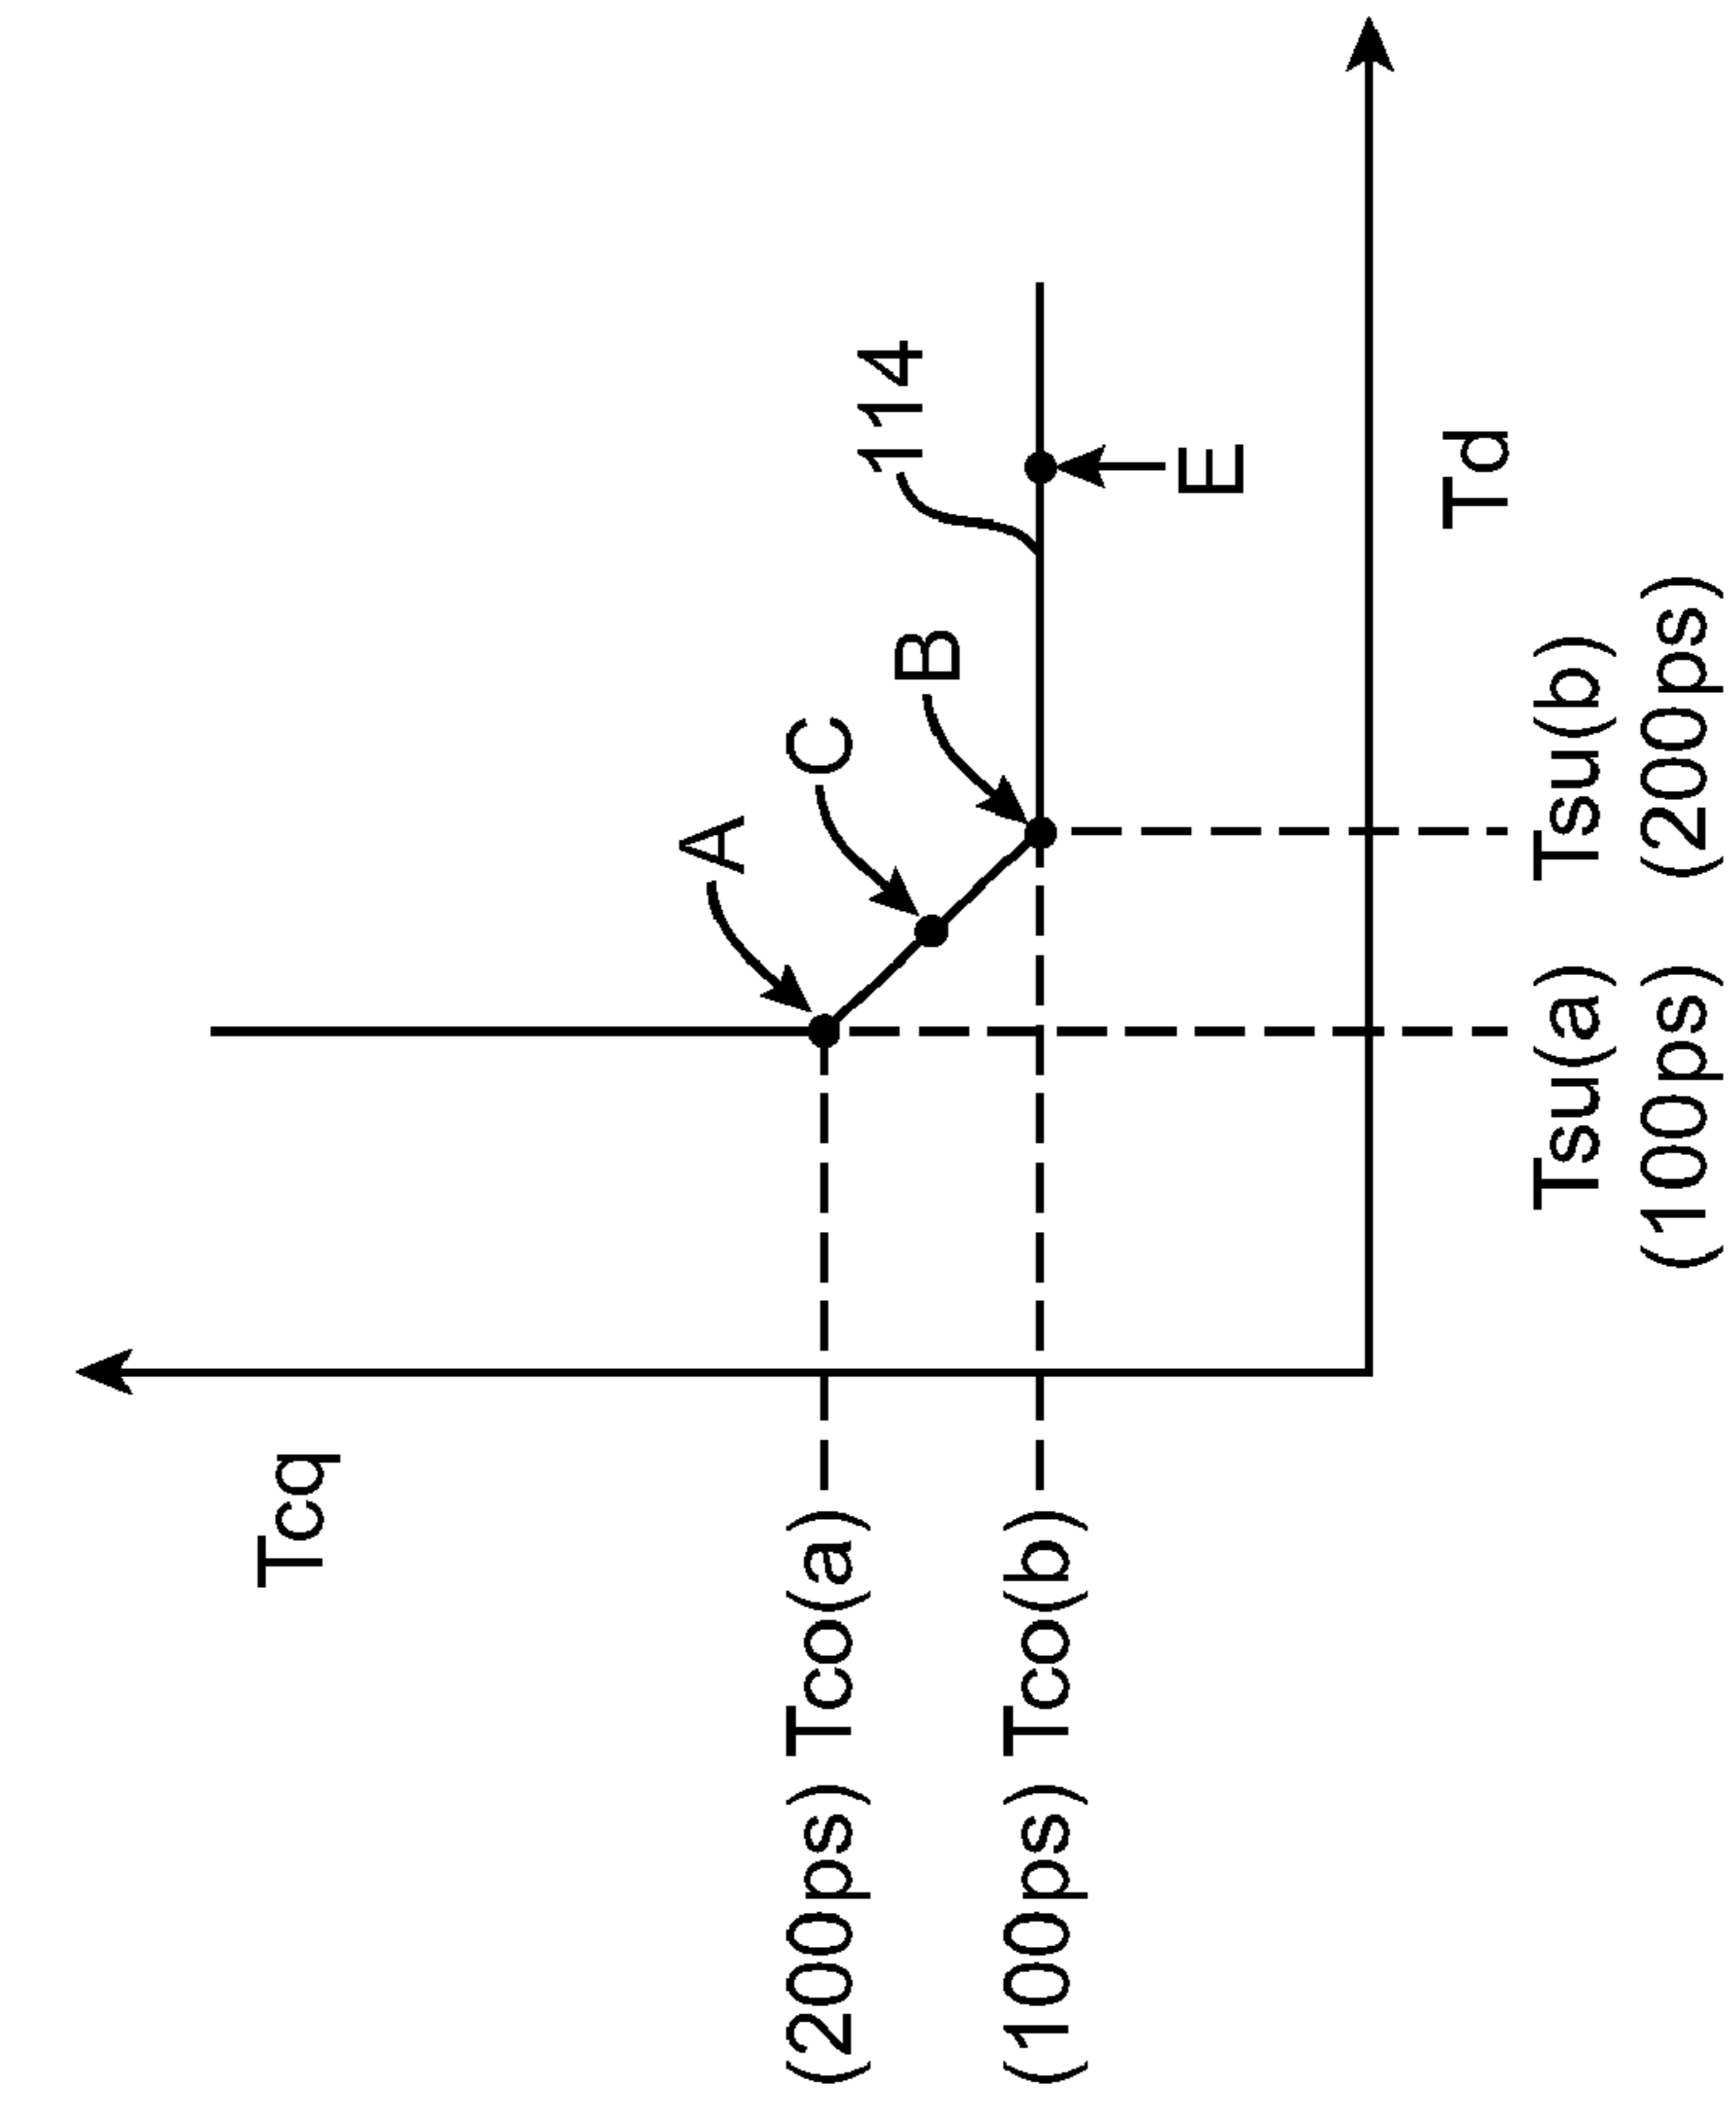 Tcq
A
C
B
114
E
(200ps) Tco(a)
(100ps) Tco(b)
Td
Tsu(a) Tsu(b)
(100ps) (200ps)